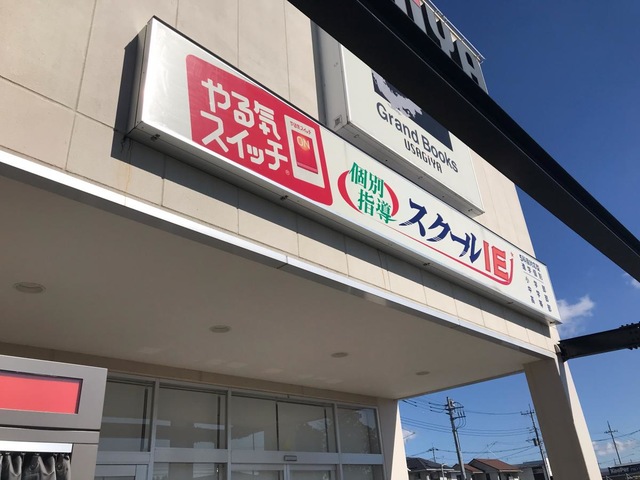 Grand Books
USAGIYA
やる気
スイッチ
ON
個別
指導
スクールIE